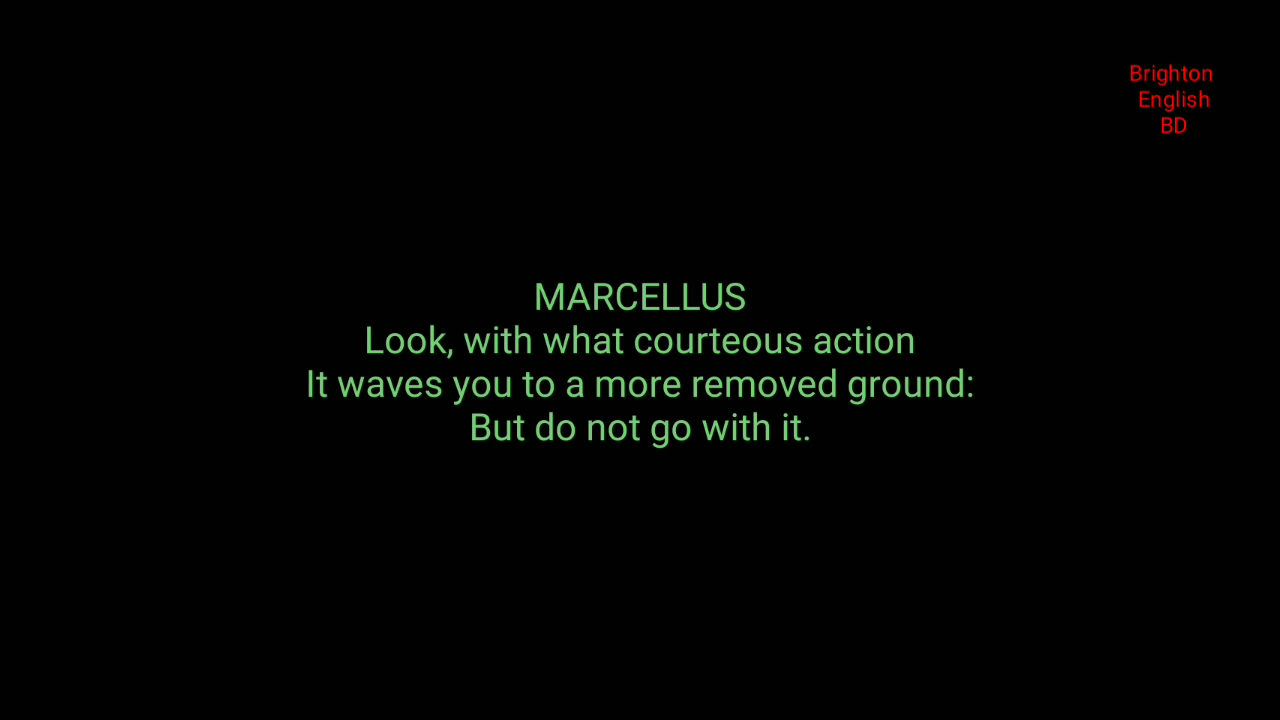 Brighton
English
BD
MARCELLUS
Look, with what courteous action
It waves you to a more removed ground:
But do not go with it.